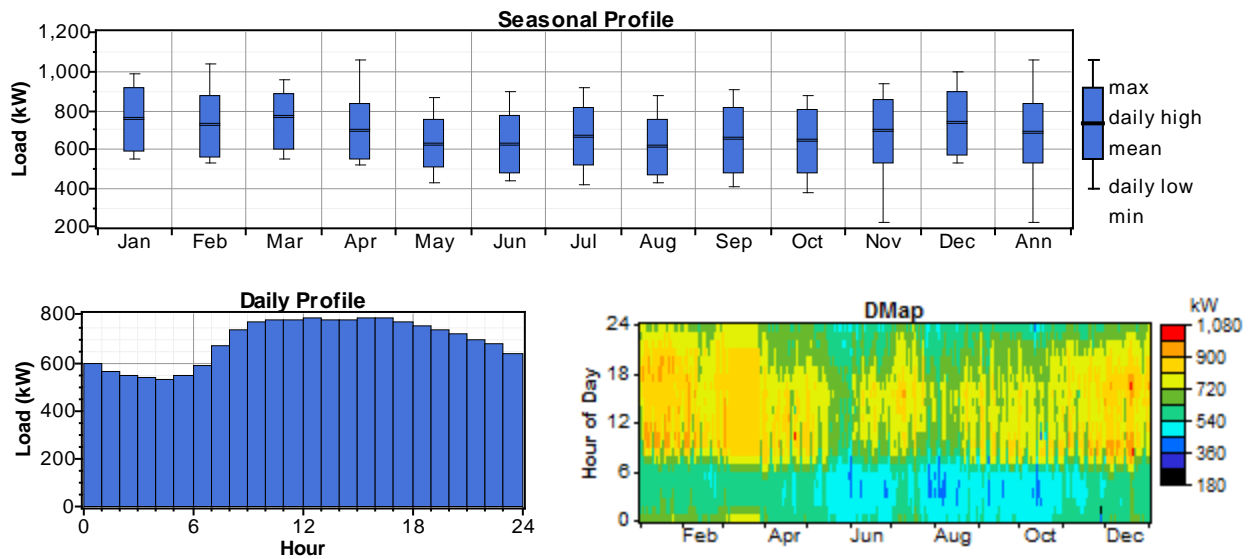 Seasonal Profile
1,200
1,000
800
600
400
200
Load (kW)
Jan Feb Mar Apr May Jun Jul Aug Sep Oct Nov Dec Ann
max
daily high
mean
daily low
min
Daily Profile
800
600
400
200
0
Load (kW)
0 6 12 18 24
Hour
DMap
24
18
12
6
0
Hour of Day
Feb Apr Jun Aug Oct Dec
kW
1,080
900
720
540
360
180